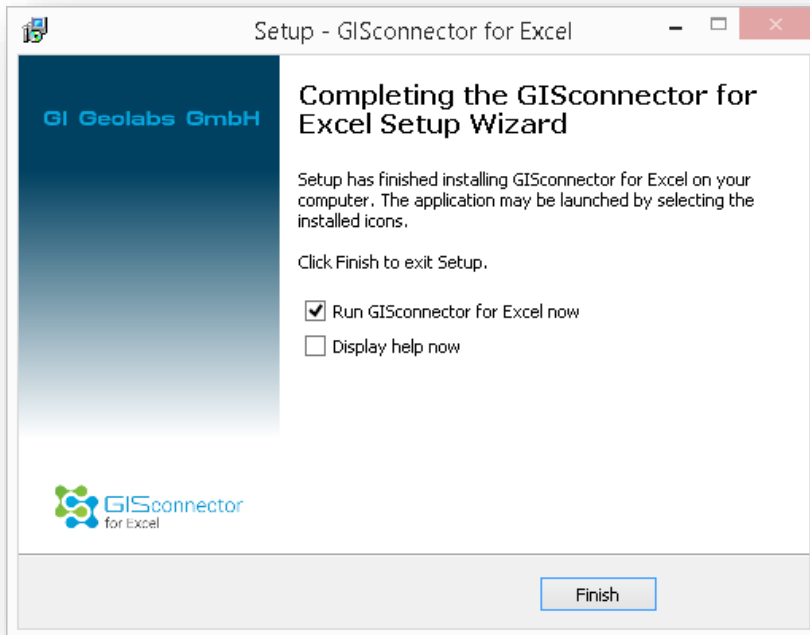 Setup - GISconnector for Excel
GI Geolabs GmbH
Completing the GISconnector for
Excel Setup Wizard
Setup has finished installing GISconnector for Excel on your
computer. The application may be launched by selecting the
installed icons.
Click Finish to exit Setup.
Run GISconnector for Excel now
Display help now
GISconnector
for Excel
Finish